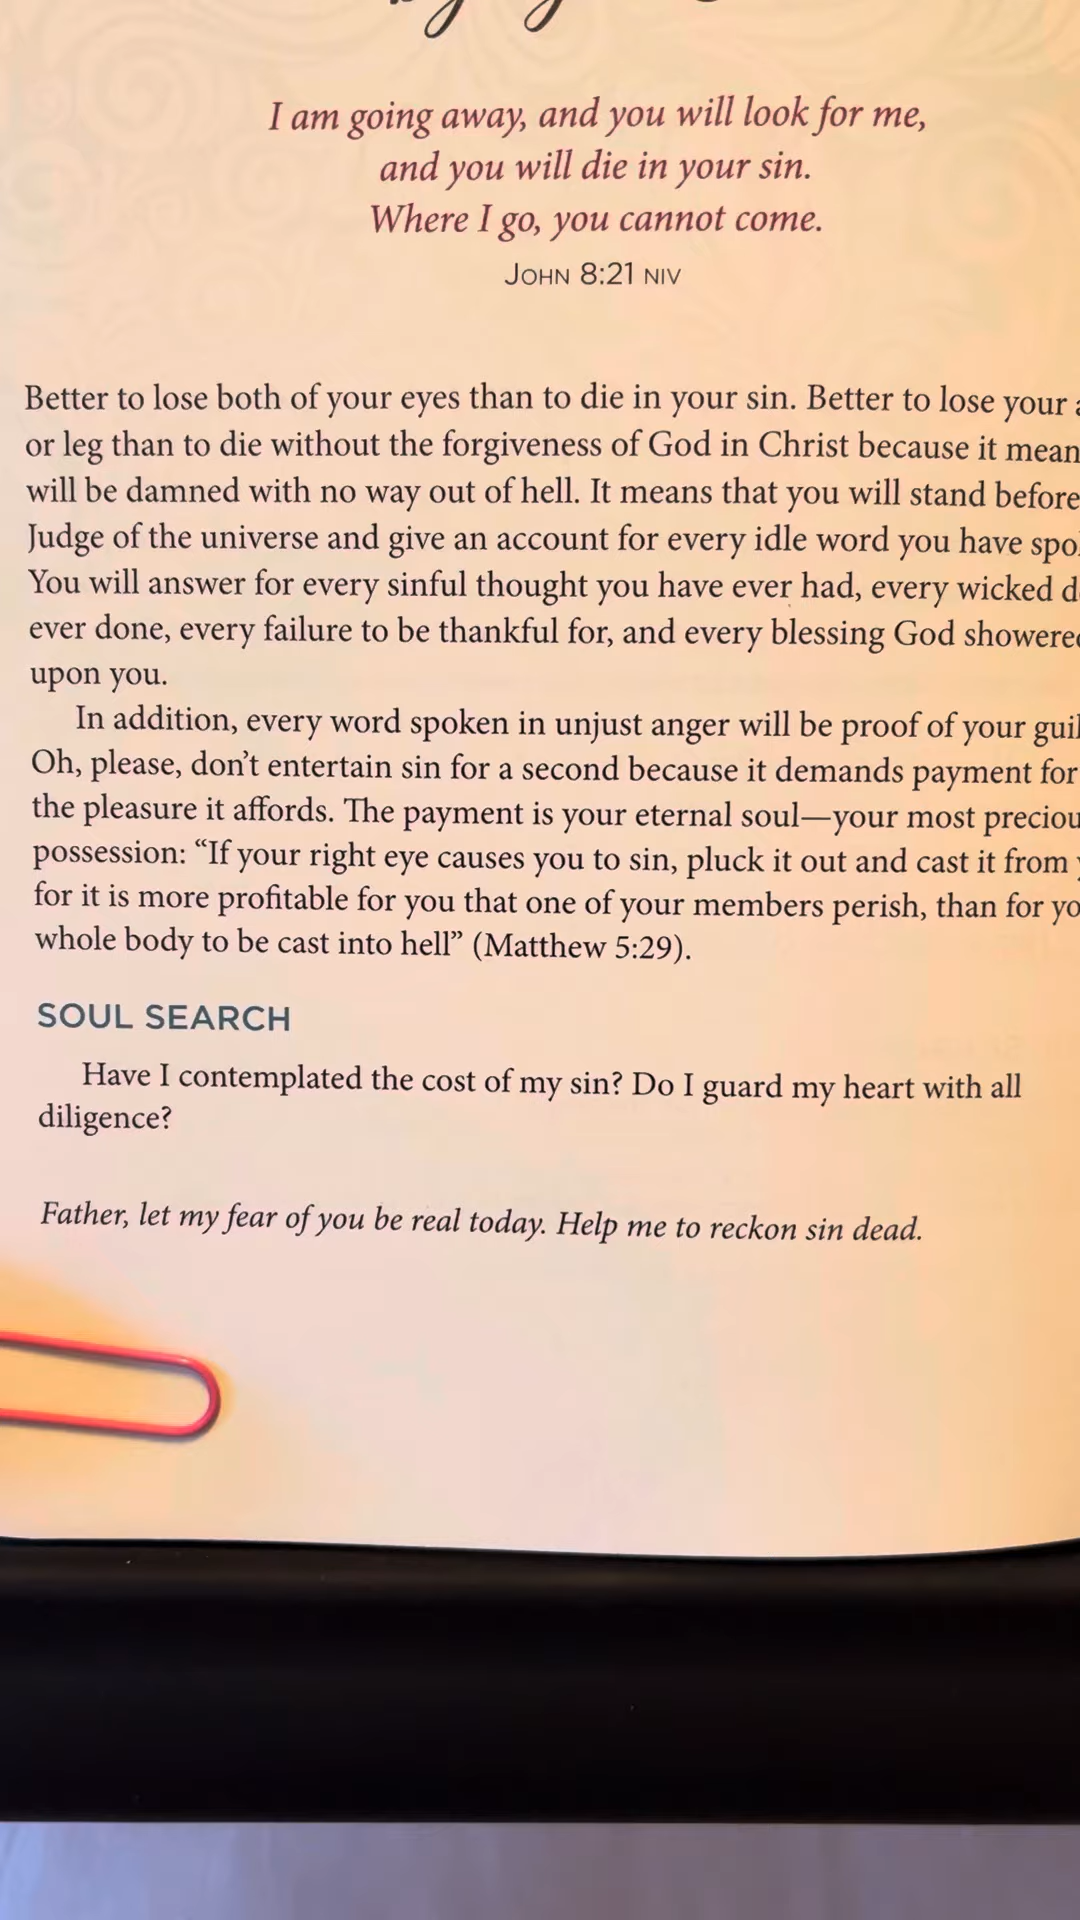 I am going away, and you will look for me,
and you will die in your sin.
Where I go, you cannot come.
JOHN 8:21 NIV
Better to lose both of your eyes than to die in your sin. Better to lose your
or leg than to die without the forgiveness of God in Christ because it mean
will be damned with no way out of hell. It means that you will stand before
Judge of the universe and give an account for every idle word you have spo
You will answer for every sinful thought you have ever had, every wicked d
ever done, every failure to be thankful for, and every blessing God showered
upon you.
In addition, every word spoken in unjust anger will be proof of your guil
Oh, please, don’t entertain sin for a second because it demands payment for
the pleasure it affords. The payment is your eternal soul—your most preciou
possession: “If your right eye causes you to sin, pluck it out and cast it from
for it is more profitable for you that one of your members perish, than for yo
whole body to be cast into hell” (Matthew 5:29).
SOUL SEARCH
Have I contemplated the cost of my sin? Do I guard my heart with all
diligence?
Father, let my fear of you be real today. Help me to reckon sin dead.